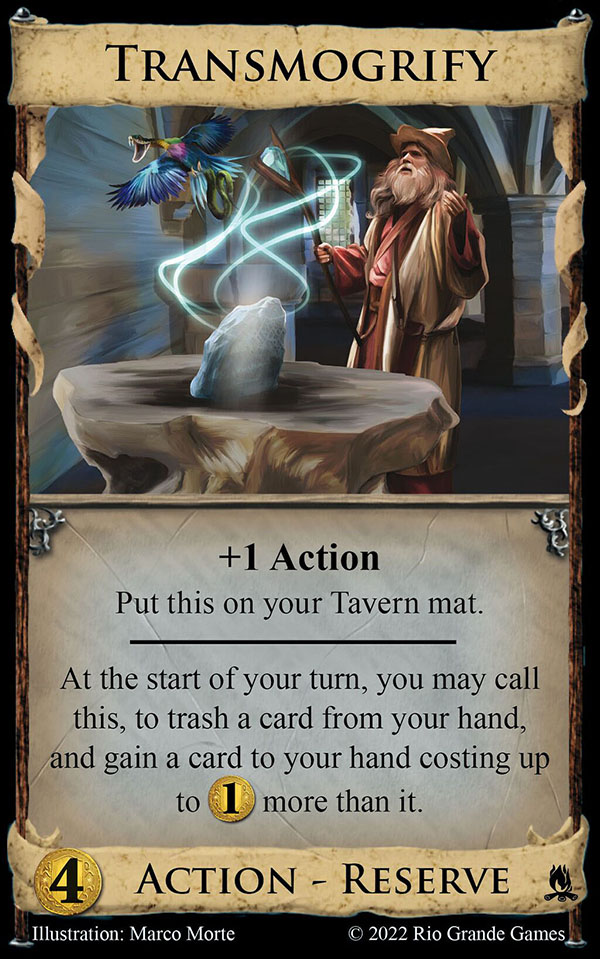 Transmogrify
+1 Action
Put this on your Tavern mat.
At the start of your turn, you may call
this, to trash a card from your hand,
and gain a card to your hand costing up
to 1 more than it.
4 Action - Reserve
Illustration: Marco Morte © 2022 Rio Grande Games